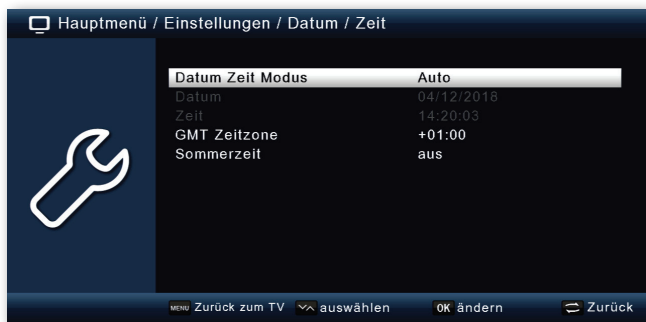 Hauptmenü / Einstellungen / Datum / Zeit
Datum Zeit Modus Auto
Datum 04/12/2018
Zeit 14:20:03
GMT Zeitzone +01:00
Sommerzeit aus
MENU Zurück zum TV auswählen OK ändern Zurück